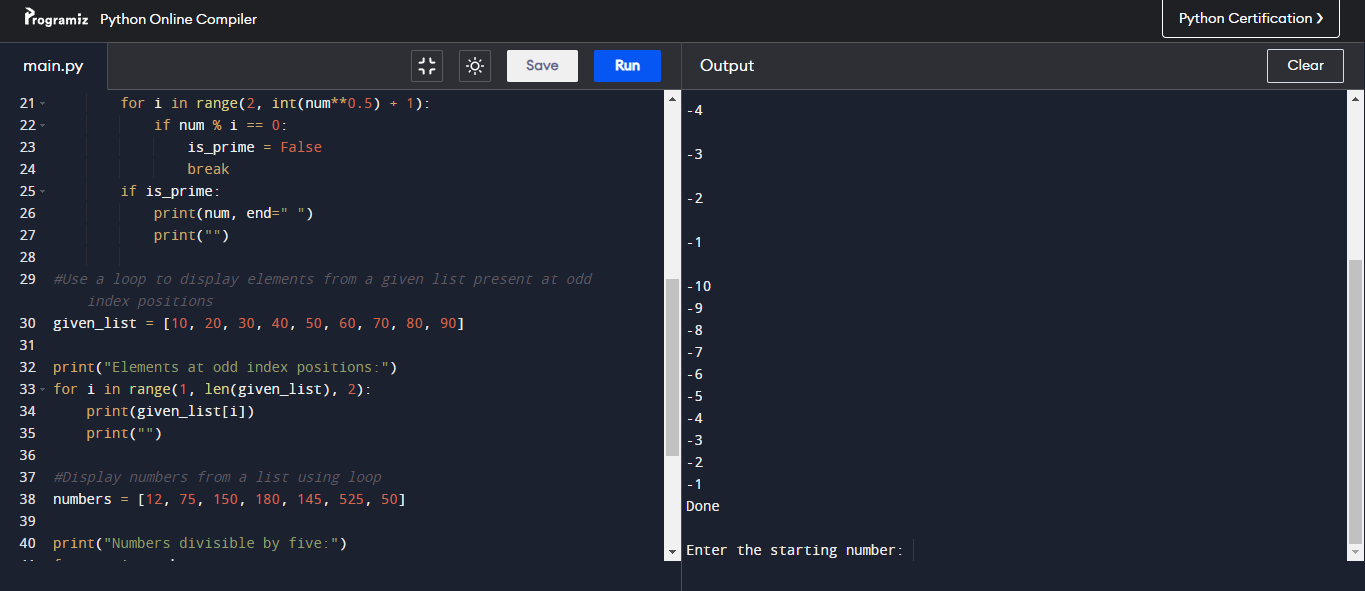 Programiz Python Online Compiler
Python Certification ❯
main.py
Save
Run
Output
Clear
21 for i in range(2, int(num**0.5) + 1):
22 if num % i == 0:
23 is_prime = False
24 break
25 if is_prime:
26 print(num, end=" ")
27 print("")
28
29 #Use a loop to display elements from a given list present at odd
index positions
30 given_list = [10, 20, 30, 40, 50, 60, 70, 80, 90]
31
32 print("Elements at odd index positions:")
33 for i in range(1, len(given_list), 2):
34 print(given_list[i])
35 print("")
36
37 #Display numbers from a list using loop
38 numbers = [12, 75, 150, 180, 145, 525, 50]
39
40 print("Numbers divisible by five:")
-4
-3
-2
-1
-10
-9
-8
-7
-6
-5
-4
-3
-2
-1
Done
Enter the starting number: